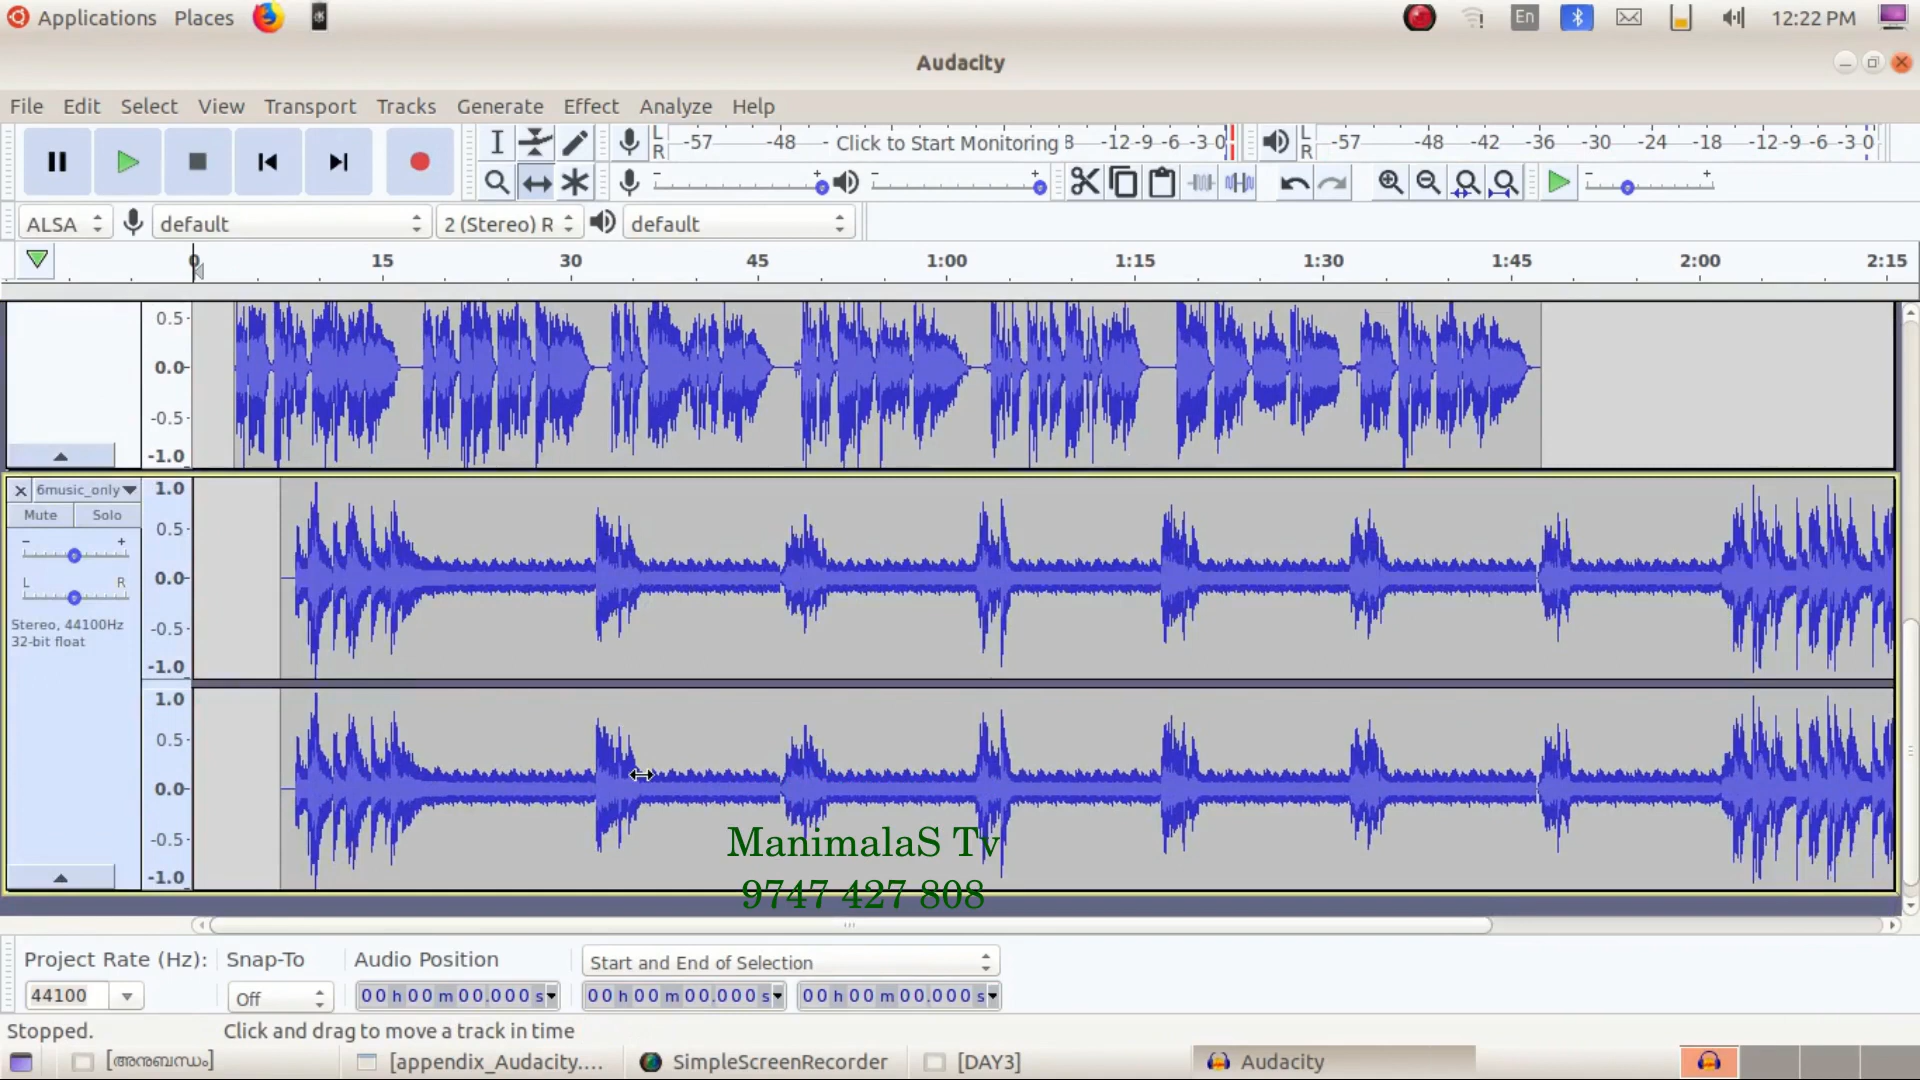 Applications Places En 12:22 PM
Audacity
File Edit Select View Transport Tracks Generate Effect Analyze Help
L R -57 -48 - Click to Start Monitoring 8 -12 -9 -6 -3 0 L R -57 -48 -42 -36 -30 -24 -18 -12 -9 -6 -3 0
ALSA default 2 (Stereo) R default
0 15 30 45 1:00 1:15 1:30 1:45 2:00 2:15
0.5
0.0
-0.5
-1.0
6music_only 1.0
Mute Solo
0.5
- +
0.0
L R
Stereo, 44100Hz
-0.5
32-bit float
-1.0
1.0
0.5
0.0
-0.5
ManimalaS Tv
-1.0
9747 427 808
Project Rate (Hz): Snap-To Audio Position Start and End of Selection
44100 Off 00 h 00 m 00.000 s 00 h 00 m 00.000 s 00 h 00 m 00.000 s
Stopped. Click and drag to move a track in time
[അനുബന്ധം] [appendix_Audacity.... SimpleScreenRecorder [DAY3] Audacity